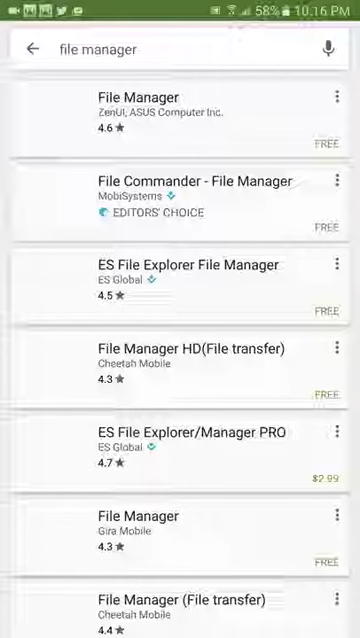 58% 10.16 PM
file manager
File Manager
ZenUI, ASUS Computer Inc.
4.6
FREE
File Commander - File Manager
MobiSystems
EDITORS' CHOICE
FREE
ES File Explorer File Manager
ES Global
4.5
FREE
File Manager HD(File transfer)
Cheetah Mobile
4.3
FREE
ES File Explorer/Manager PRO
ES Global
4.7
$2.99
File Manager
Gira Mobile
4.3
FREE
File Manager (File transfer)
Cheetah Mobile
4.4